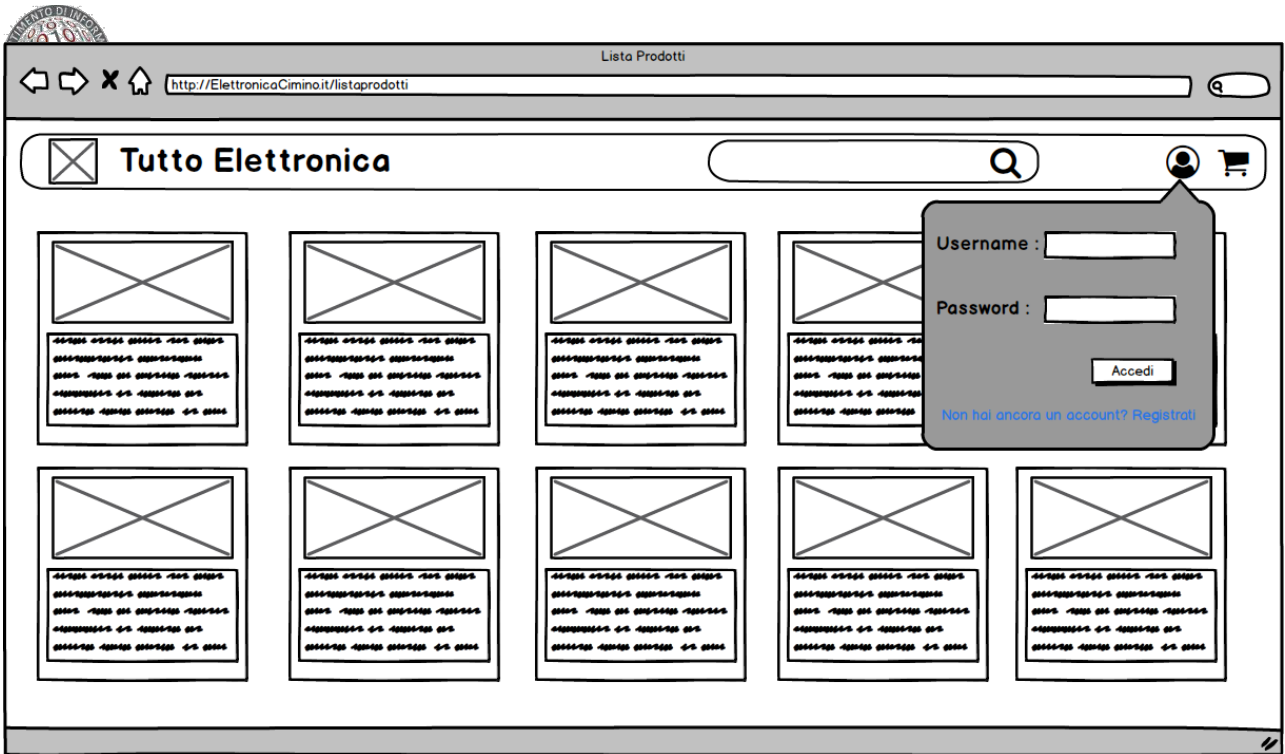 Lista Prodotti
http://ElettronicaCimino.it/listaprodotti
Tutto Elettronica
Username :
Password :
Accedi
Non hai ancora un account? Registrati